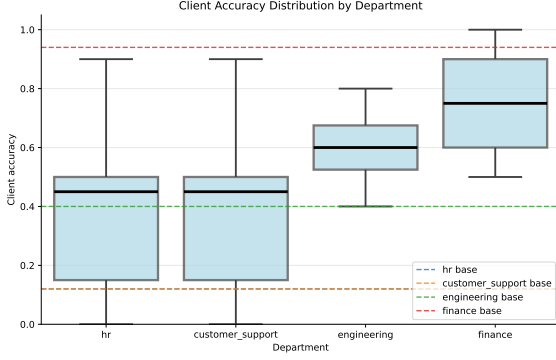 Client Accuracy Distribution by Department
1.0
0.8
0.6
0.4
0.2
0.0
Client accuracy
hr
customer_support
engineering
finance
Department
hr base
customer_support base
engineering base
finance base